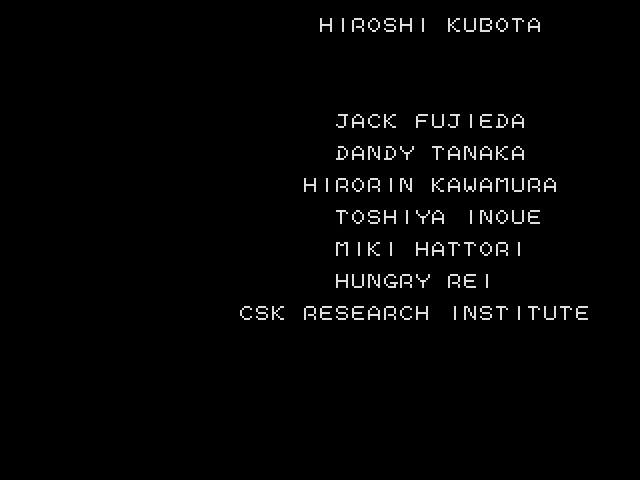 HIROSHI KUBOTA
JACK FUJIEDA
DANDY TANAKA
HIRORIN KAWAMURA
TOSHIYA INOUE
MIKI HATTORI
HUNGRY REI
CSK RESEARCH INSTITUTE